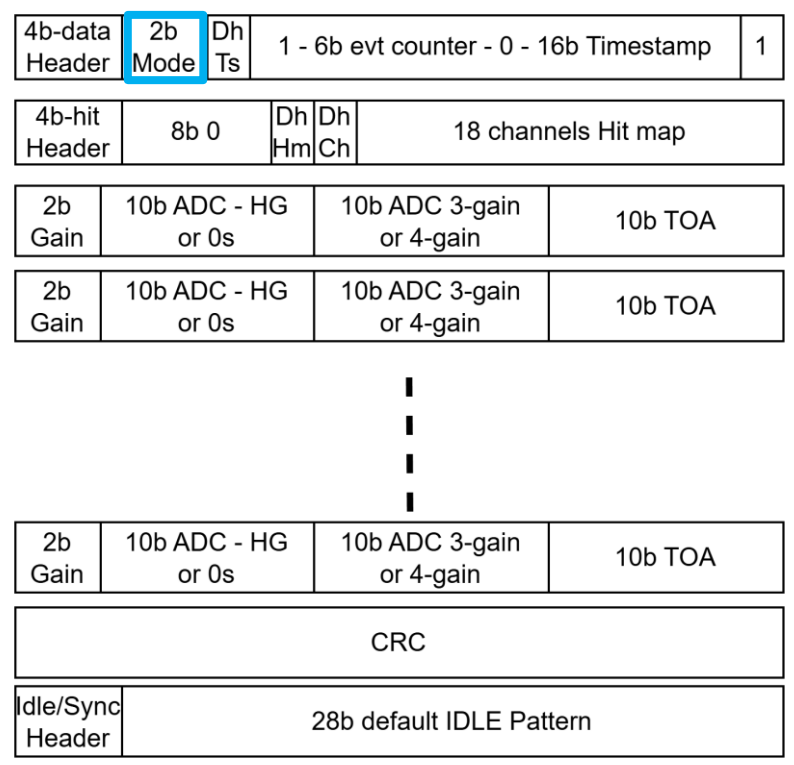 4b-data
Header
2b
Mode
Dh
Ts
1 - 6b evt counter - 0 - 16b Timestamp
1
4b-hit
Header
8b 0
Dh
Hm
Dh
Ch
18 channels Hit map
2b
Gain
10b ADC - HG
or 0s
10b ADC 3-gain
or 4-gain
10b TOA
2b
Gain
10b ADC - HG
or 0s
10b ADC 3-gain
or 4-gain
10b TOA
2b
Gain
10b ADC - HG
or 0s
10b ADC 3-gain
or 4-gain
10b TOA
CRC
Idle/Sync
Header
28b default IDLE Pattern